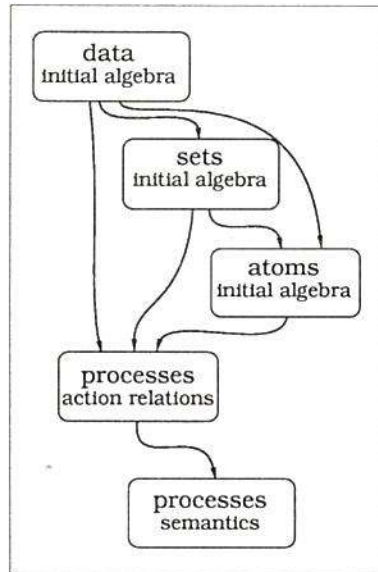 data
initial algebra
sets
initial algebra
atoms
initial algebra
processes
action relations
processes
semantics